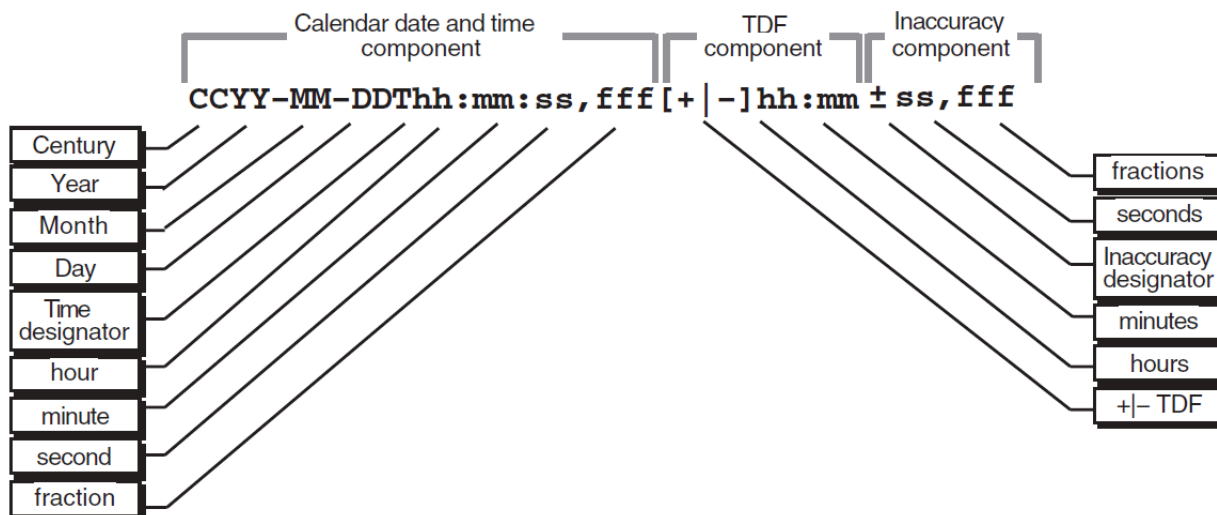 Calendar date and time
component
TDF
component
Inaccuracy
component
CCYY-MM-DDThh:mm:ss,fff[+|-]hh:mm±ss,fff
Century
Year
Month
Day
Time
designator
hour
minute
second
fraction
fractions
seconds
Inaccuracy
designator
minutes
hours
+|– TDF